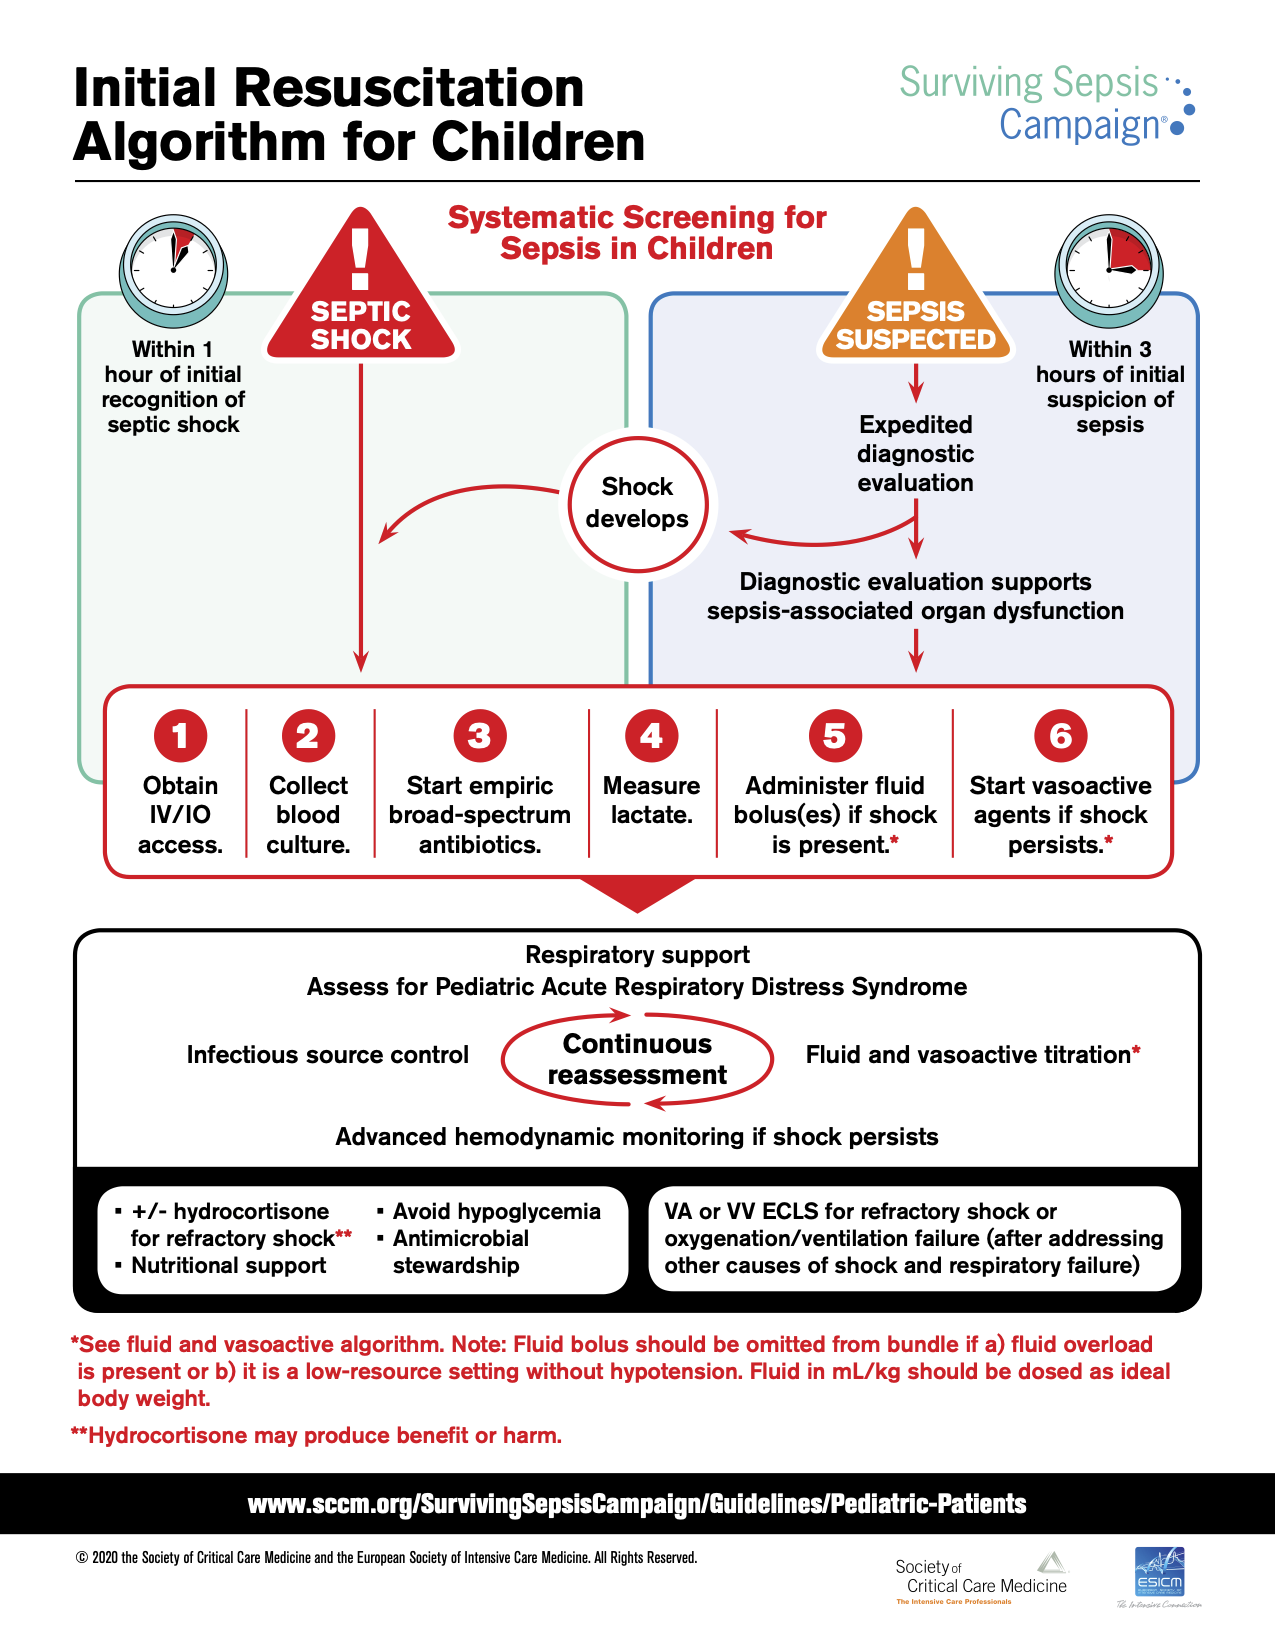 Initial Resuscitation
Algorithm for Children
Surviving Sepsis
Campaign®
Systematic Screening for
Sepsis in Children
!
SEPTIC
SHOCK
!
SEPSIS
SUSPECTED
Within 1
hour of initial
recognition of
septic shock
Within 3
hours of initial
suspicion of
sepsis
Expedited
diagnostic
evaluation
Shock
develops
Diagnostic evaluation supports
sepsis-associated organ dysfunction
1
Obtain
IV/IO
access.
2
Collect
blood
culture.
3
Start empiric
broad-spectrum
antibiotics.
4
Measure
lactate.
5
Administer fluid
bolus(es) if shock
is present.*
6
Start vasoactive
agents if shock
persists.*
Respiratory support
Assess for Pediatric Acute Respiratory Distress Syndrome
Infectious source control
Continuous
reassessment
Fluid and vasoactive titration*
Advanced hemodynamic monitoring if shock persists
▪ +/- hydrocortisone
for refractory shock**
▪ Nutritional support
▪ Avoid hypoglycemia
▪ Antimicrobial
stewardship
VA or VV ECLS for refractory shock or
oxygenation/ventilation failure (after addressing
other causes of shock and respiratory failure)
*See fluid and vasoactive algorithm. Note: Fluid bolus should be omitted from bundle if a) fluid overload
is present or b) it is a low-resource setting without hypotension. Fluid in mL/kg should be dosed as ideal
body weight.
**Hydrocortisone may produce benefit or harm.
www.sccm.org/SurvivingSepsisCampaign/Guidelines/Pediatric-Patients
© 2020 the Society of Critical Care Medicine and the European Society of Intensive Care Medicine. All Rights Reserved.
Society of
Critical Care Medicine
The Intensive Care Professionals
ESICM
The Intensive Connection